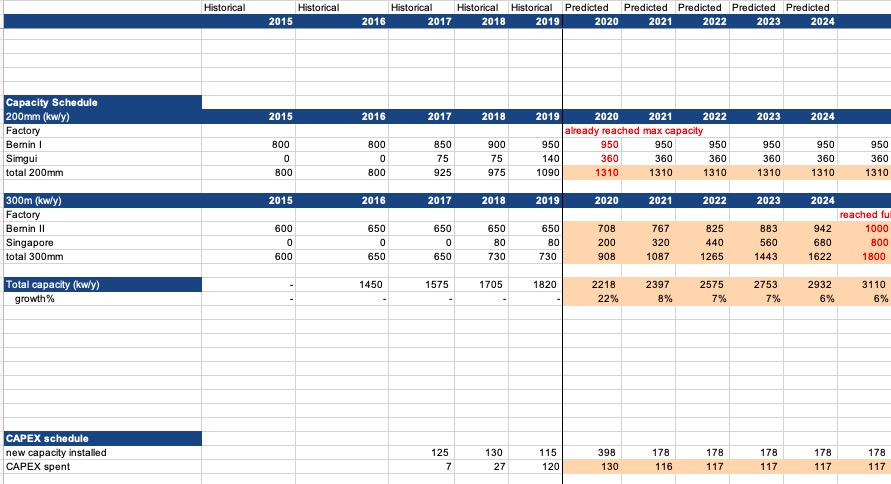 Historical Historical Historical Historical Historical Predicted Predicted Predicted Predicted Predicted
2015 2016 2017 2018 2019 2020 2021 2022 2023 2024
Capacity Schedule
200mm (kw/y) 2015 2016 2017 2018 2019 2020 2021 2022 2023 2024
Factory already reached max capacity
Bernin I 800 800 850 900 950 950 950 950 950 950 950
Simgui 0 0 75 75 140 360 360 360 360 360 360
total 200mm 800 800 925 975 1090 1310 1310 1310 1310 1310 1310
300m (kw/y) 2015 2016 2017 2018 2019 2020 2021 2022 2023 2024
Factory reached
Bernin II 600 650 650 650 650 708 767 825 883 942 1000
Singapore 0 0 0 80 80 200 320 440 560 680 800
total 300mm 600 650 650 730 730 908 1087 1265 1443 1622 1800
Total capacity (kw/y) - 1450 1575 1705 1820 2218 2397 2575 2753 2932 3110
growth% - - - - - 22% 8% 7% 7% 6% 6%
CAPEX schedule
new capacity installed 125 130 115 398 178 178 178 178 178
CAPEX spent 7 27 120 130 116 117 117 117 117